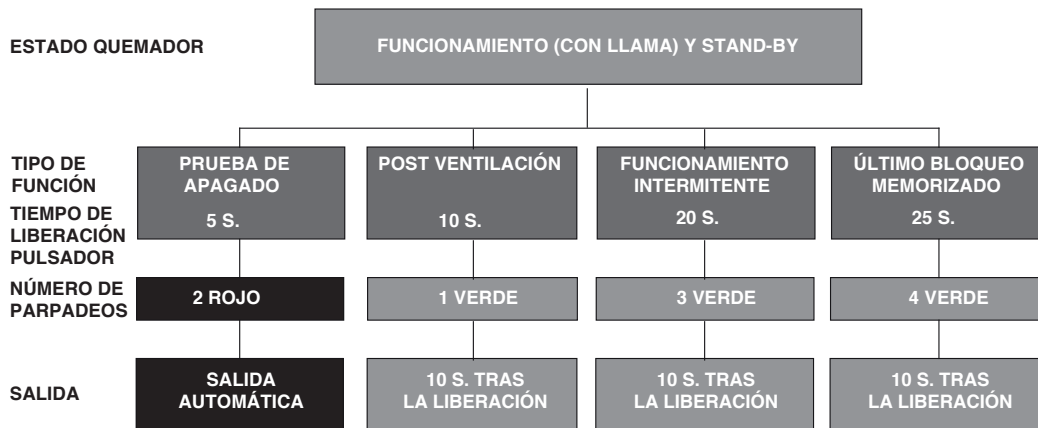 ESTADO QUEMADOR
FUNCIONAMIENTO (CON LLAMA) Y STAND-BY
TIPO DE
FUNCIÓN
PRUEBA DE
APAGADO
POST VENTILACIÓN
FUNCIONAMIENTO
INTERMITENTE
ÚLTIMO BLOQUEO
MEMORIZADO
TIEMPO DE
LIBERACIÓN
PULSADOR
5 S.
10 S.
20 S.
25 S.
NÚMERO DE
PARPADEOS
2 ROJO
1 VERDE
3 VERDE
4 VERDE
SALIDA
SALIDA
AUTOMÁTICA
10 S. TRAS
LA LIBERACIÓN
10 S. TRAS
LA LIBERACIÓN
10 S. TRAS
LA LIBERACIÓN